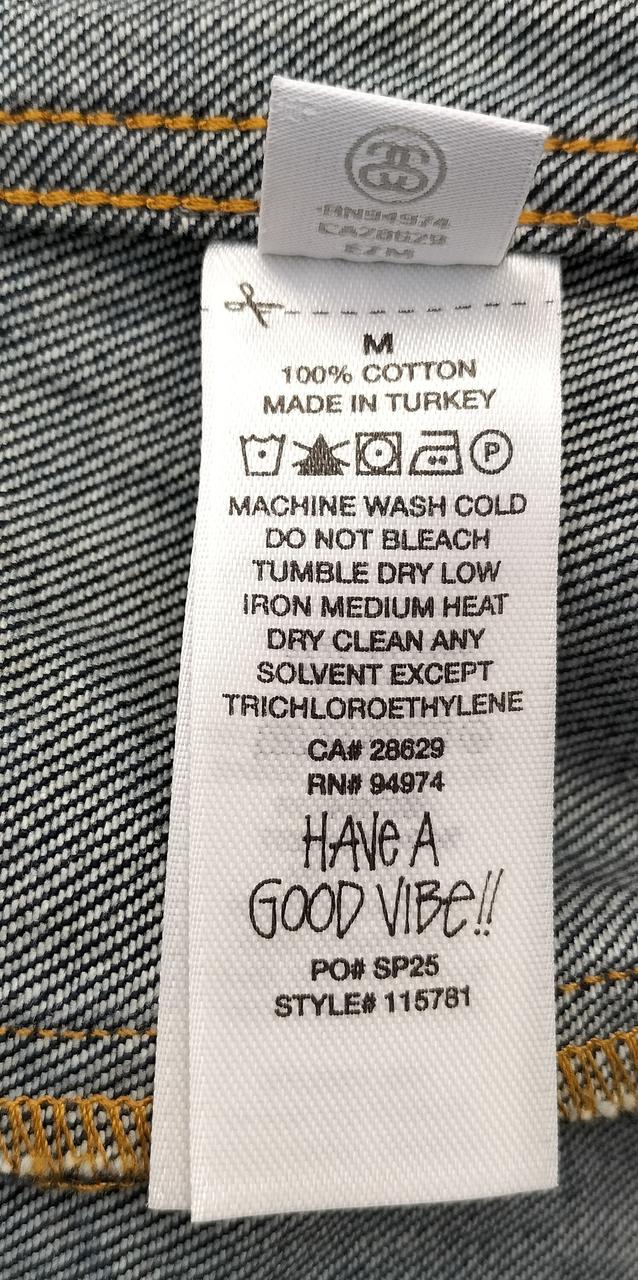 RN94974
CA28629
M
100% COTTON
MADE IN TURKEY
P
MACHINE WASH COLD
DO NOT BLEACH
TUMBLE DRY LOW
IRON MEDIUM HEAT
DRY CLEAN ANY
SOLVENT EXCEPT
TRICHLOROETHYLENE
CA# 28629
RN# 94974
HAVE A
GOOD VIBE!!
PO# SP25
STYLE# 115781